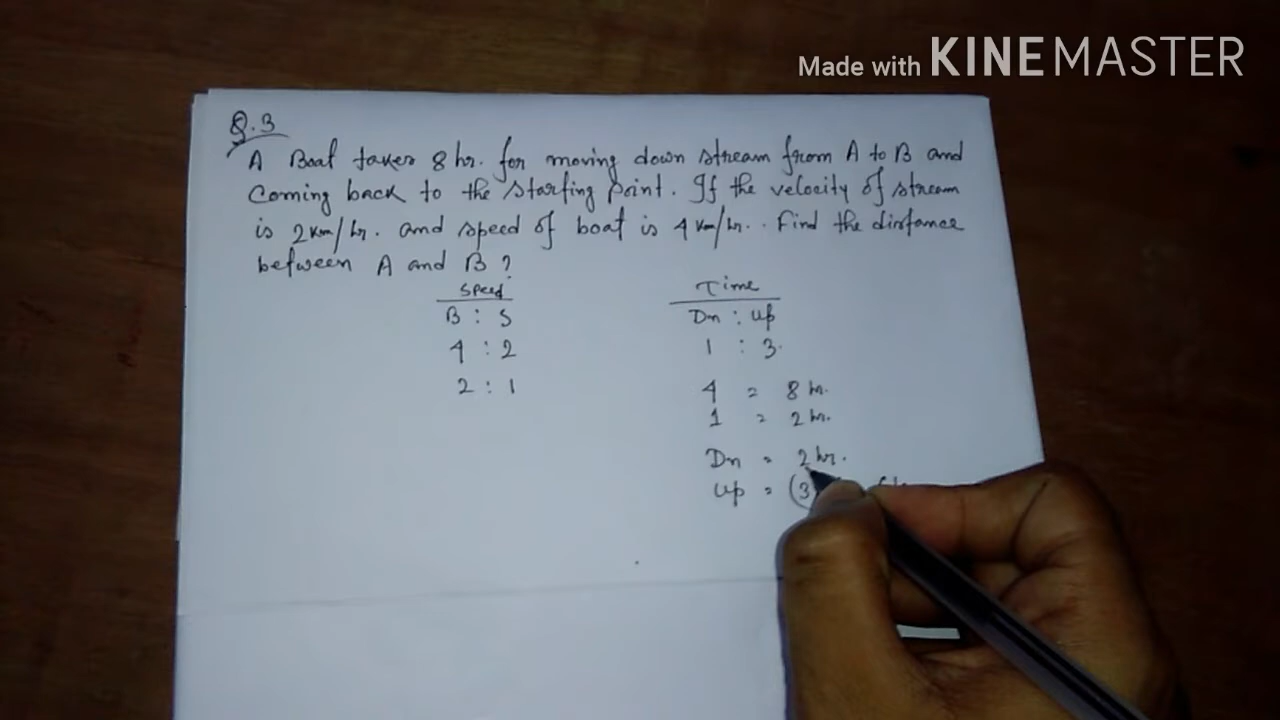 Made with KINEMASTER
Q.3
A Boat takes 8 hr. for moving down stream from A to B and
Coming back to the starting point. If the velocity of stream
is 2 km/hr. and speed of boat is 4 km/hr.. Find the distance
between A and B ?
Speed
B : S
4 : 2
2 : 1
Time
Dn : up
1 : 3.
4 = 8 hr.
1 = 2 hr.
Dn = 2 hr.
up = (3